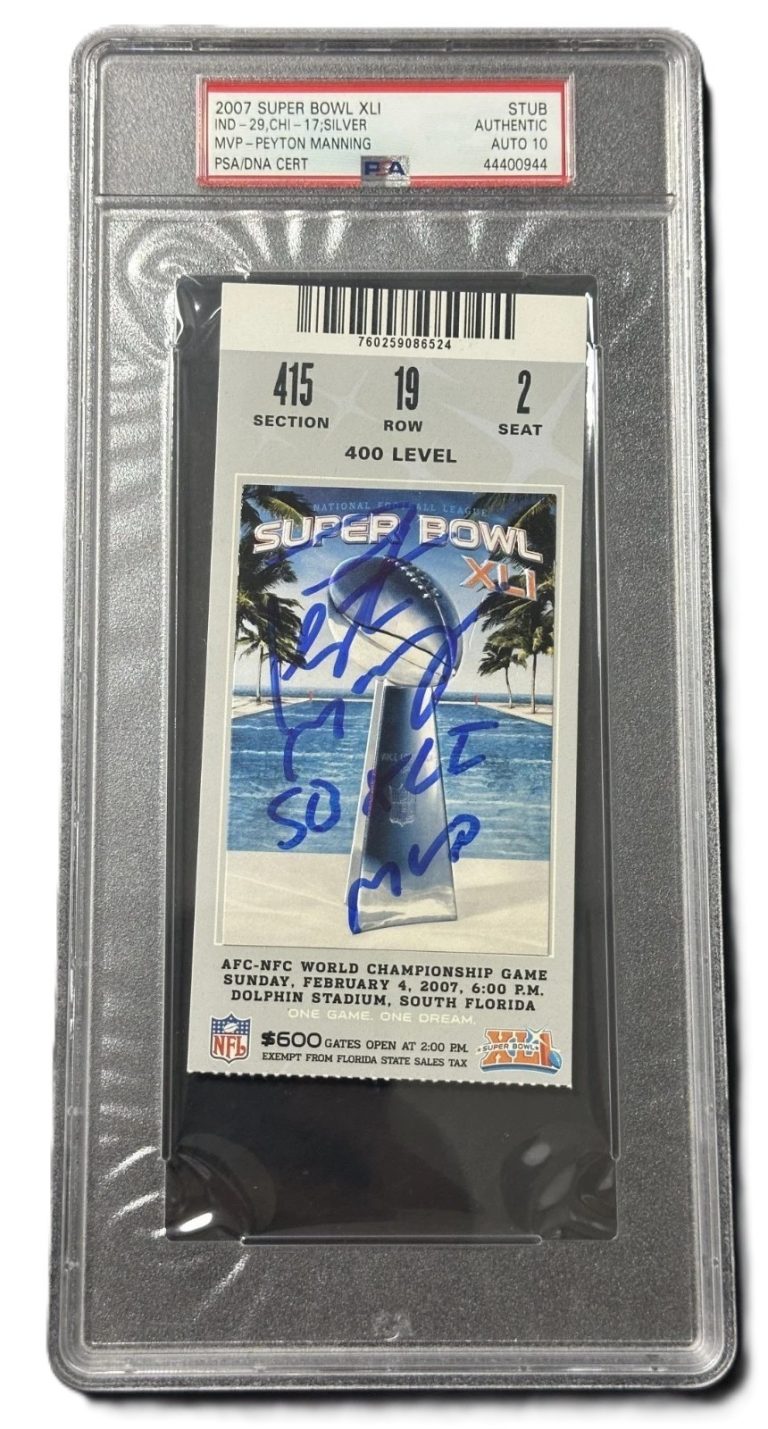 2007 SUPER BOWL XLI STUB
IND-29,CHI-17;SILVER AUTHENTIC
MVP-PEYTON MANNING AUTO 10
PSA/DNA CERT PSA 44400944
760259086524
415 19 2
SECTION ROW SEAT
400 LEVEL
NATIONAL FOOTBALL LEAGUE
SUPER BOWL
XLI
Peyton
Manning
SB XLI
MVP
AFC-NFC WORLD CHAMPIONSHIP GAME
SUNDAY, FEBRUARY 4, 2007, 6:00 P.M.
DOLPHIN STADIUM, SOUTH FLORIDA
ONE GAME. ONE DREAM.
NFL $600 GATES OPEN AT 2:00 P.M. SUPER BOWL
EXEMPT FROM FLORIDA STATE SALES TAX XLI